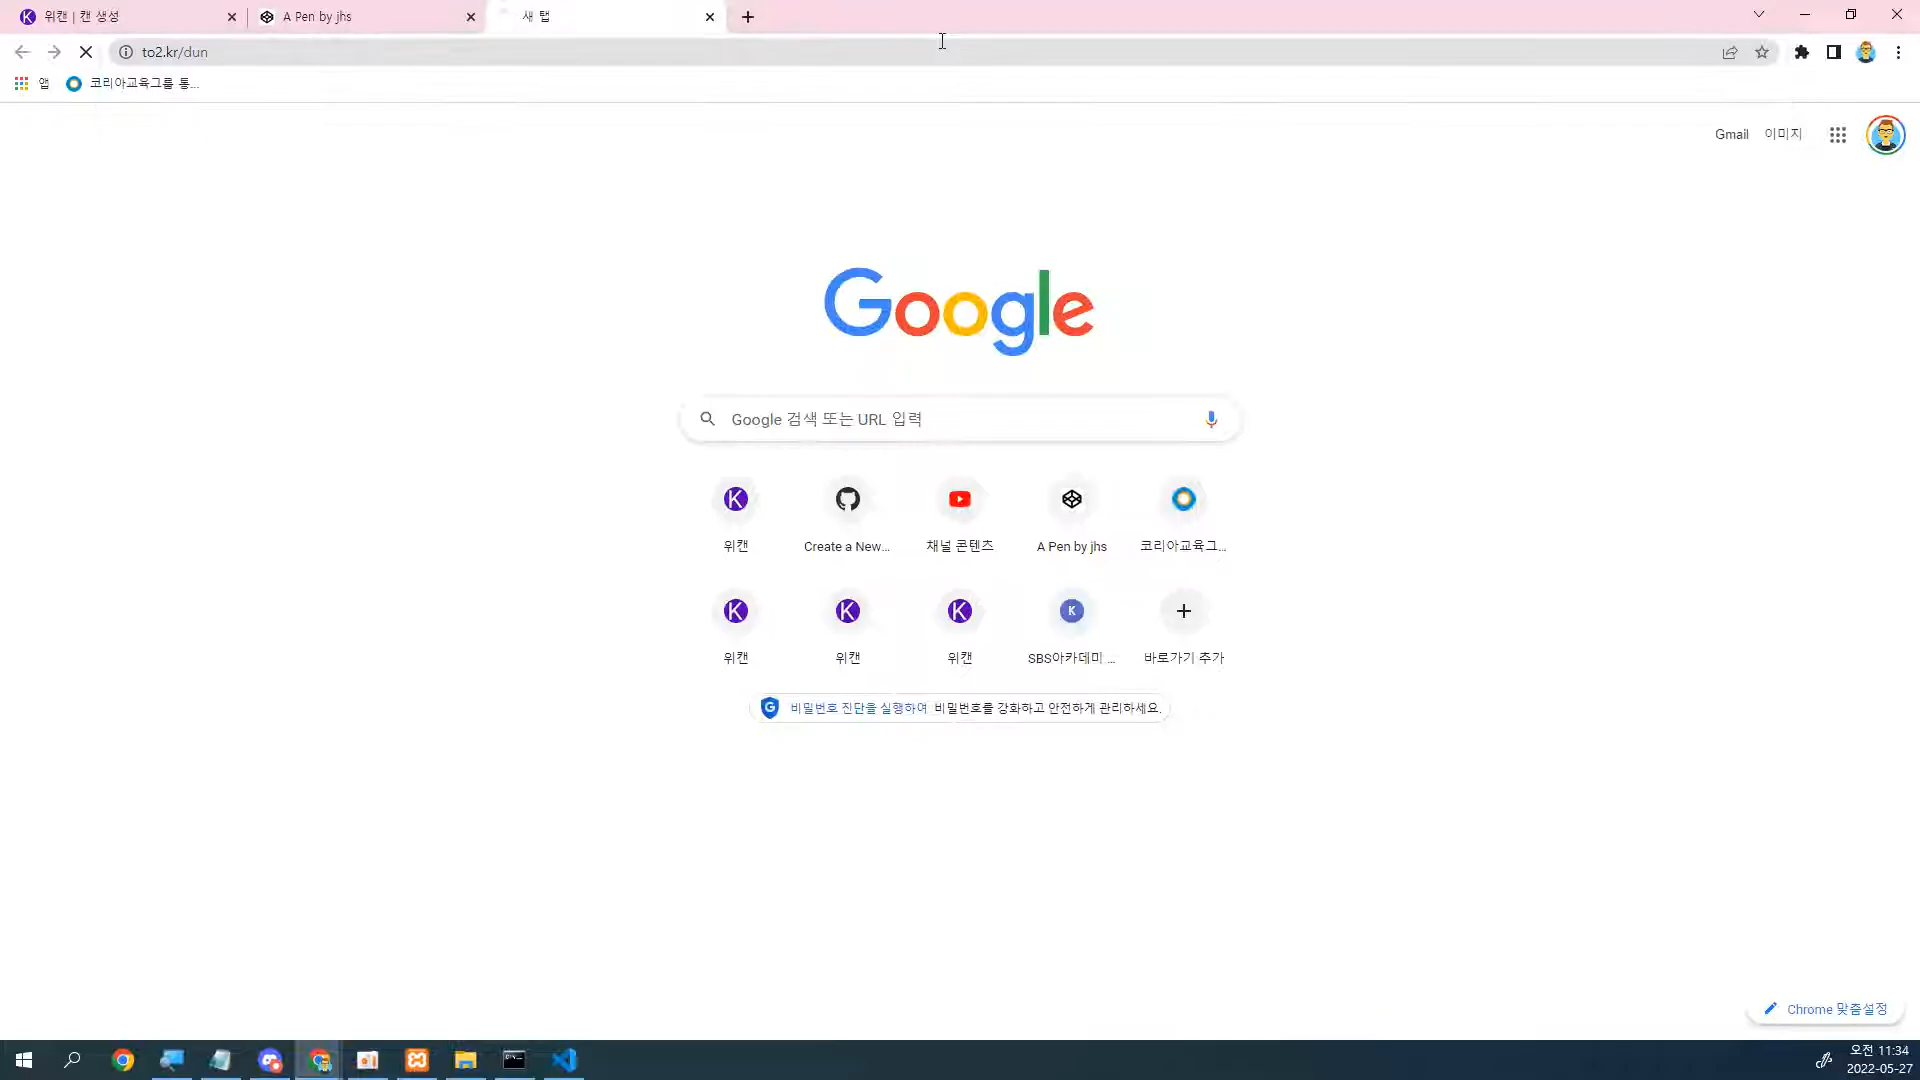 위캔 | 캔 생성
A Pen by jhs
새 탭
to2.kr/dun
앱
코리아교육그룹 통...
Gmail
이미지
Google
Google 검색 또는 URL 입력
위캔
Create a New...
채널 콘텐츠
A Pen by jhs
코리아교육그...
위캔
위캔
위캔
SBS아카데미 ...
바로가기 추가
비밀번호 진단을 실행하여 비밀번호를 강화하고 안전하게 관리하세요.
Chrome 맞춤설정
오전 11:34
2022-05-27